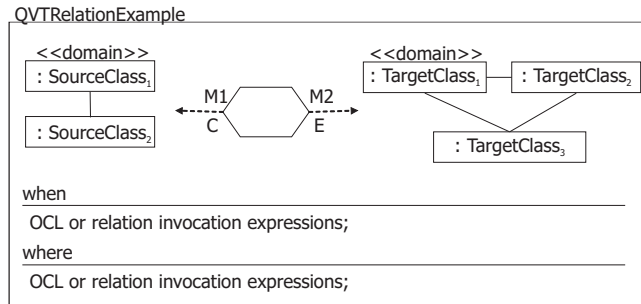 QVTRelationExample
<<domain>>
: SourceClass₁
: SourceClass₂
M1 M2
C E
<<domain>>
: TargetClass₁ : TargetClass₂
: TargetClass₃
when
OCL or relation invocation expressions;
where
OCL or relation invocation expressions;